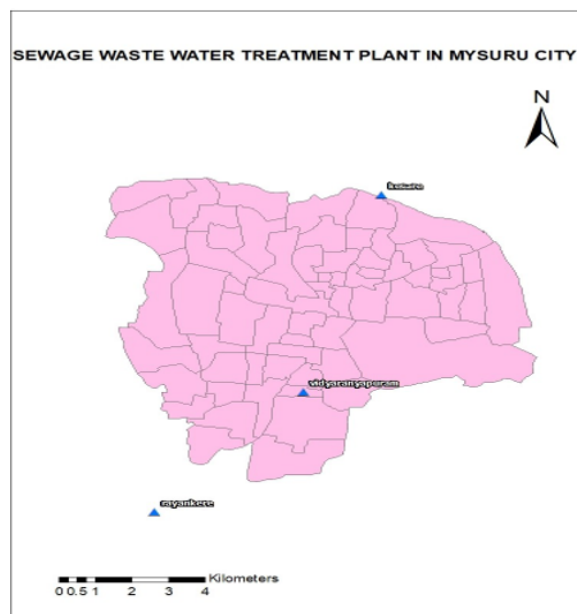 SEWAGE WASTE WATER TREATMENT PLANT IN MYSURU CITY
N
vidyaranyapuram
rayankere
Kilometers
0 0.5 1 2 3 4